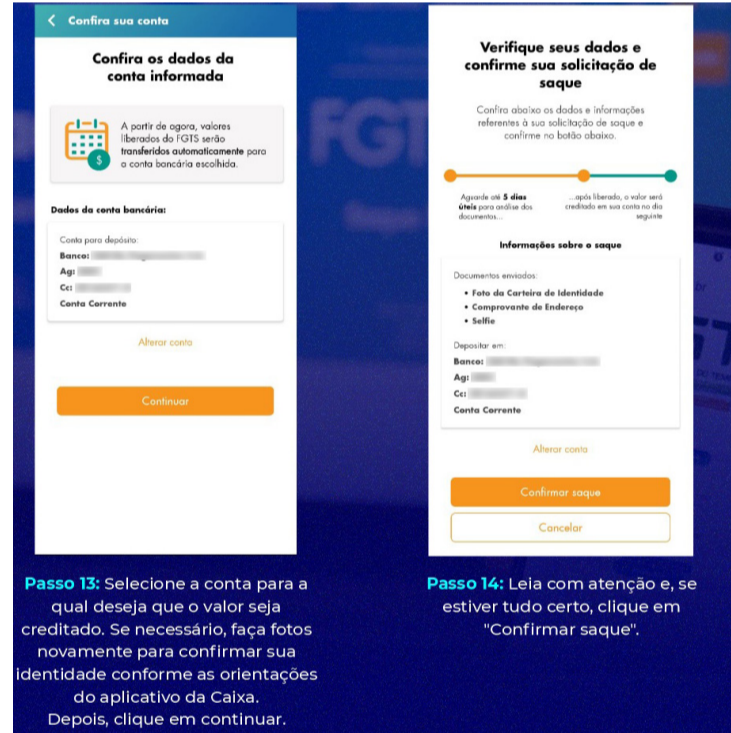 Confira sua conta
Confira os dados da
conta informada
A partir de agora, valores
liberados do FGTS serão
transferidos automaticamente para
a conta bancária escolhida.
Dados da conta bancária:
Conta para depósito:
Banco:
Ag:
Cc:
Conta Corrente
Alterar conta
Continuar
Passo 13: Selecione a conta para a
qual deseja que o valor seja
creditado. Se necessário, faça fotos
novamente para confirmar sua
identidade conforme as orientações
do aplicativo da Caixa.
Depois, clique em continuar.
Verifique seus dados e
confirme sua solicitação de
saque
Confira abaixo os dados e informações
referentes à sua solicitação de saque e
confirme no botão abaixo.
Aguarde até 5 dias
úteis para análise dos
documentos...
...após liberado, o valor será
creditado em sua conta no dia
seguinte
Informações sobre o saque
Documentos enviados:
• Foto da Carteira de Identidade
• Comprovante de Endereço
• Selfie
Depositar em:
Banco:
Ag:
Cc:
Conta Corrente
Alterar conta
Confirmar saque
Cancelar
Passo 14: Leia com atenção e, se
estiver tudo certo, clique em
"Confirmar saque".
FGT